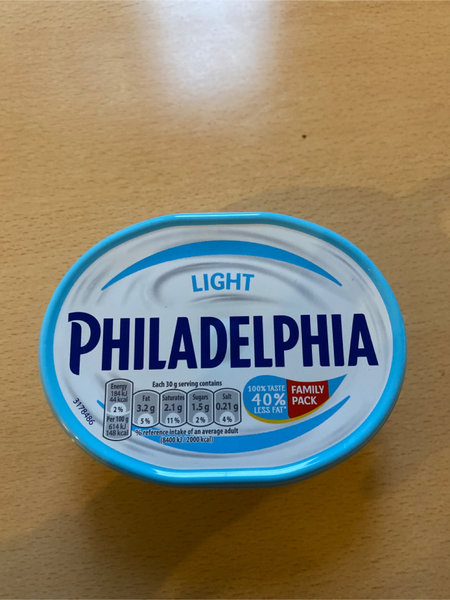 LIGHT
PHILADELPHIA
Each 30 g serving contains
Energy
184 kJ
44 kcal
2%
Per 100 g
614 kJ
148 kcal
Fat
3.2 g
5%
Saturates
2.1 g
11%
Sugars
1.5 g
2%
Salt
0.21 g
4%
% reference intake of an average adult
(8400 kJ / 2000 kcal)
100% TASTE
40%
LESS FAT*
FAMILY
PACK
3178486